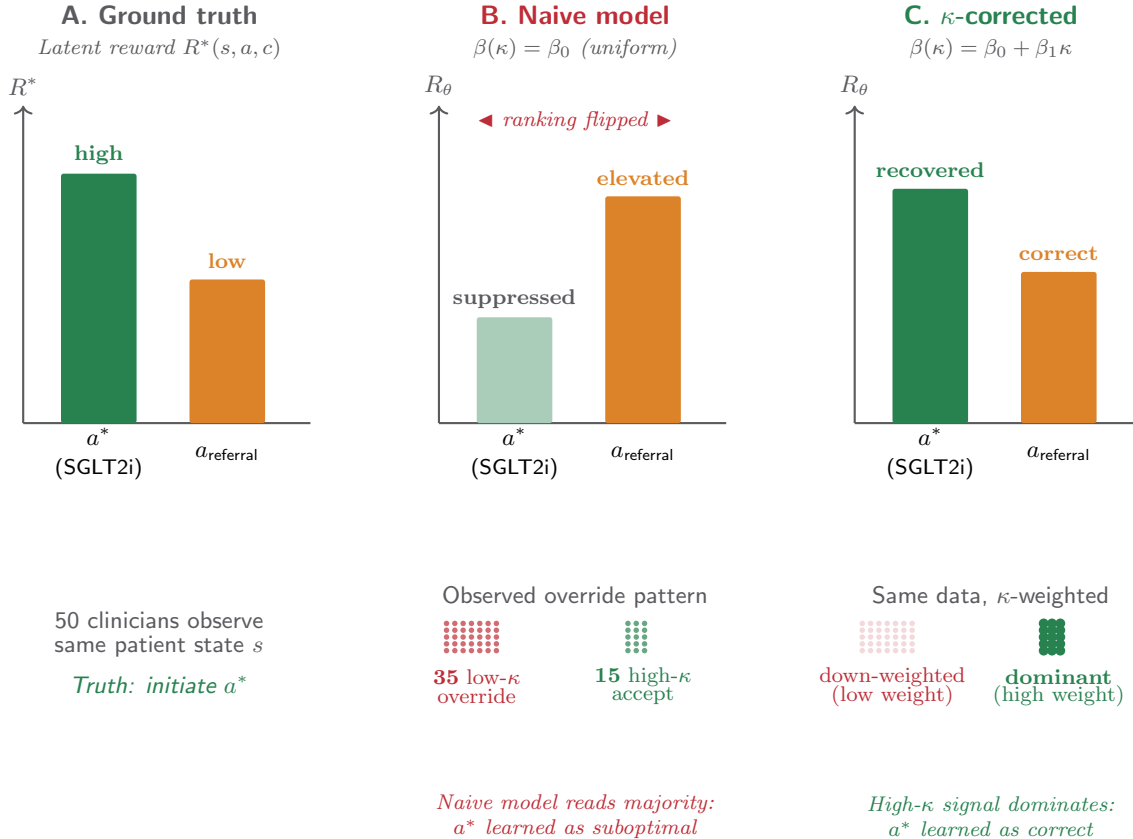 A. Ground truth
Latent reward R*(s, a, c)
R*
high
low
a*
(SGLT2i)
a_referral
50 clinicians observe
same patient state s
Truth: initiate a*
B. Naive model
β(κ) = β₀ (uniform)
R_θ
◄ ranking flipped ►
elevated
suppressed
a*
(SGLT2i)
a_referral
Observed override pattern
35 low-κ
override
15 high-κ
accept
Naive model reads majority:
a* learned as suboptimal
C. κ-corrected
β(κ) = β₀ + β₁κ
R_θ
recovered
correct
a*
(SGLT2i)
a_referral
Same data, κ-weighted
down-weighted
(low weight)
dominant
(high weight)
High-κ signal dominates:
a* learned as correct